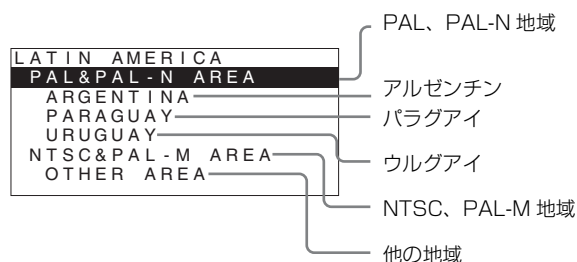 LATIN AMERICA
PAL&PAL-N AREA
ARGENTINA
PARAGUAY
URUGUAY
NTSC&PAL-M AREA
OTHER AREA
PAL、PAL-N 地域
アルゼンチン
パラグアイ
ウルグアイ
NTSC、PAL-M 地域
他の地域